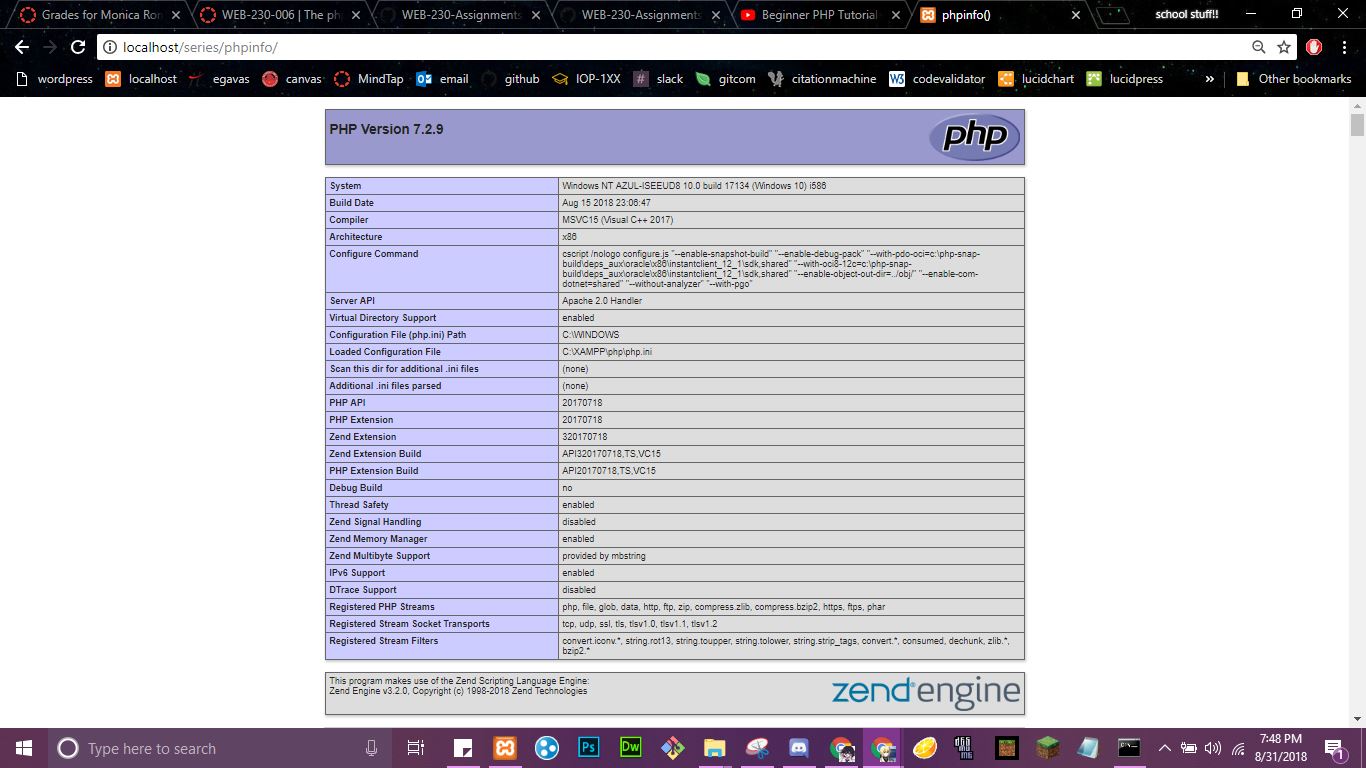 Grades for Monica Ron
WEB-230-006 | The ph
WEB-230-Assignments
WEB-230-Assignments
Beginner PHP Tutorial
phpinfo()
school stuff!!
localhost/series/phpinfo/
wordpress
localhost
egavas
canvas
MindTap
email
github
IOP-1XX
slack
gitcom
citationmachine
codevalidator
lucidchart
lucidpress
»
Other bookmarks
PHP Version 7.2.9
php
System Windows NT AZUL-ISEEUD8 10.0 build 17134 (Windows 10) i586
Build Date Aug 15 2018 23:06:47
Compiler MSVC15 (Visual C++ 2017)
Architecture x86
Configure Command cscript /nologo configure.js "--enable-snapshot-build" "--enable-debug-pack" "--with-pdo-oci=c:\php-snap-
build\deps_aux\oracle\x86\instantclient_12_1\sdk,shared" "--with-oci8-12c=c:\php-snap-
build\deps_aux\oracle\x86\instantclient_12_1\sdk,shared" "--enable-object-out-dir=../obj/" "--enable-com-
dotnet=shared" "--without-analyzer" "--with-pgo"
Server API Apache 2.0 Handler
Virtual Directory Support enabled
Configuration File (php.ini) Path C:\WINDOWS
Loaded Configuration File C:\XAMPP\php\php.ini
Scan this dir for additional .ini files (none)
Additional .ini files parsed (none)
PHP API 20170718
PHP Extension 20170718
Zend Extension 320170718
Zend Extension Build API320170718,TS,VC15
PHP Extension Build API20170718,TS,VC15
Debug Build no
Thread Safety enabled
Zend Signal Handling disabled
Zend Memory Manager enabled
Zend Multibyte Support provided by mbstring
IPv6 Support enabled
DTrace Support disabled
Registered PHP Streams php, file, glob, data, http, ftp, zip, compress.zlib, compress.bzip2, https, ftps, phar
Registered Stream Socket Transports tcp, udp, ssl, tls, tlsv1.0, tlsv1.1, tlsv1.2
Registered Stream Filters convert.iconv.*, string.rot13, string.toupper, string.tolower, string.strip_tags, convert.*, consumed, dechunk, zlib.*,
bzip2.*
This program makes use of the Zend Scripting Language Engine:
Zend Engine v3.2.0, Copyright (c) 1998-2018 Zend Technologies
zend engine
Type here to search
Ps
Dw
7:48 PM
8/31/2018
1